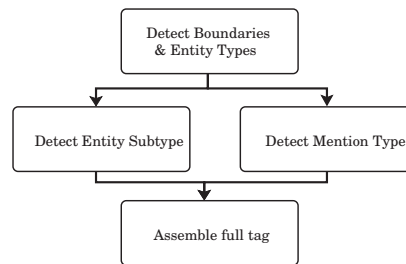 Detect Boundaries
& Entity Types
Detect Entity Subtype
Detect Mention Type
Assemble full tag